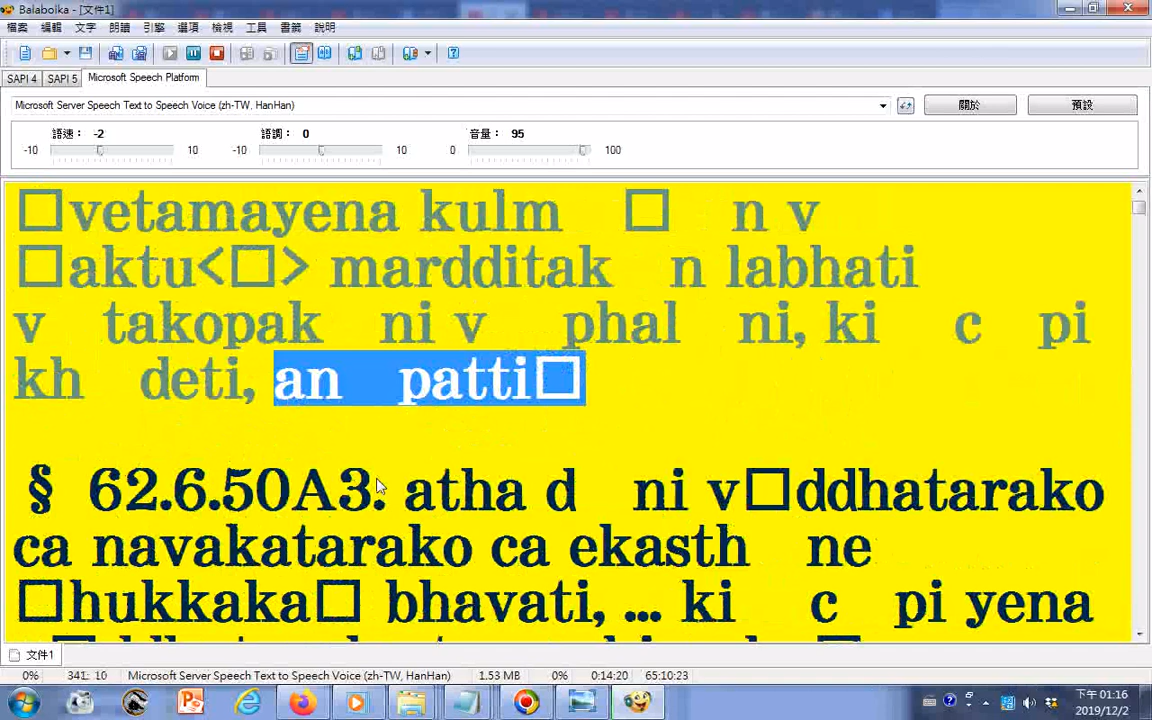 Balabolka - [文件1]
檔案 編輯 文字 朗讀 引擎 選項 檢視 工具 書籤 說明
SAPI 4 SAPI 5 Microsoft Speech Platform
Microsoft Server Speech Text to Speech Voice (zh-TW, HanHan) 關於 預設
語速： -2 語調： 0 音量： 95
-10 10 -10 10 0 100
□vetamayena kulm □ n v
□aktu<□> mardditak n labhati
v takopak ni v phal ni, ki c pi
kh deti, an patti□
§ 62.6.50A3: atha d ni v□ddhatarako
ca navakatarako ca ekasth ne
□hukkaka□ bhavati, ... ki c pi yena
文件1
0% 341: 10 Microsoft Server Speech Text to Speech Voice (zh-TW, HanHan) 1.53 MB 0% 0:14:20 65:10:23
下午 01:16
2019/12/2